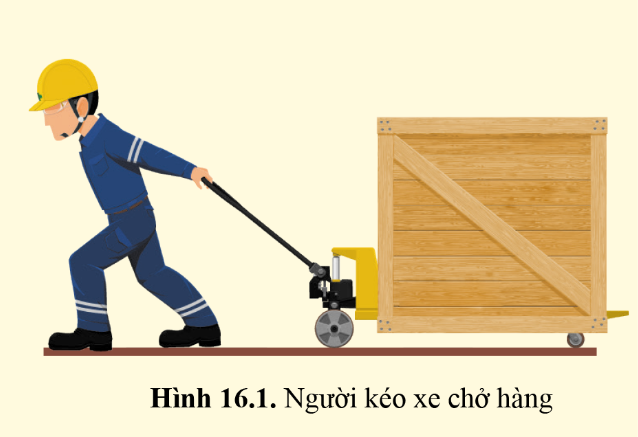 Hình 16.1. Người kéo xe chở hàng